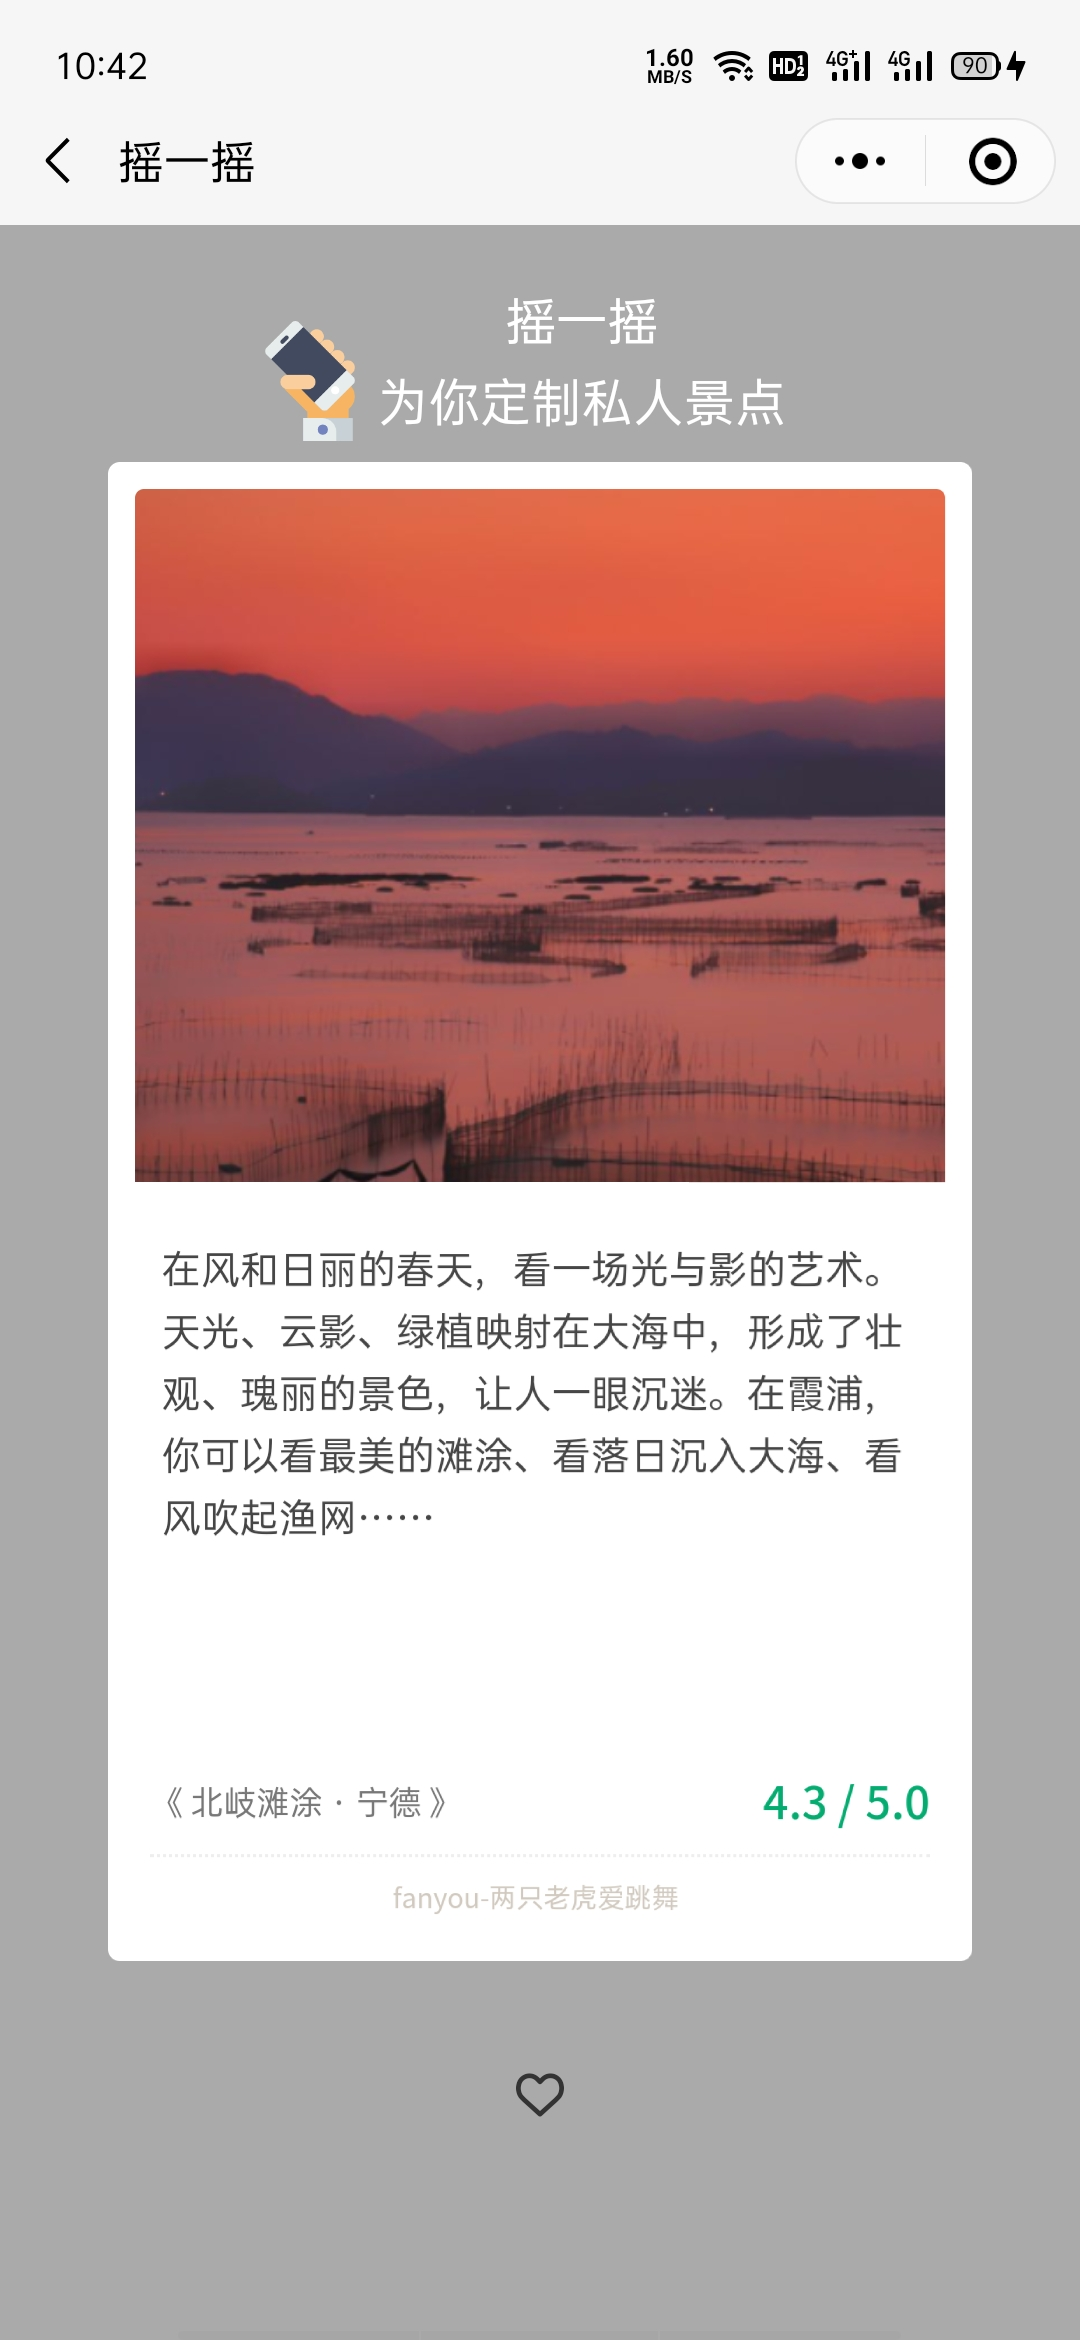 10:42
1.60
MB/S
HD 1 2
4G+
4G
90
摇一摇
摇一摇
为你定制私人景点
在风和日丽的春天，看一场光与影的艺术。
天光、云影、绿植映射在大海中，形成了壮
观、瑰丽的景色，让人一眼沉迷。在霞浦，
你可以看最美的滩涂、看落日沉入大海、看
风吹起渔网……
《 北岐滩涂 · 宁德 》
4.3 / 5.0
fanyou-两只老虎爱跳舞